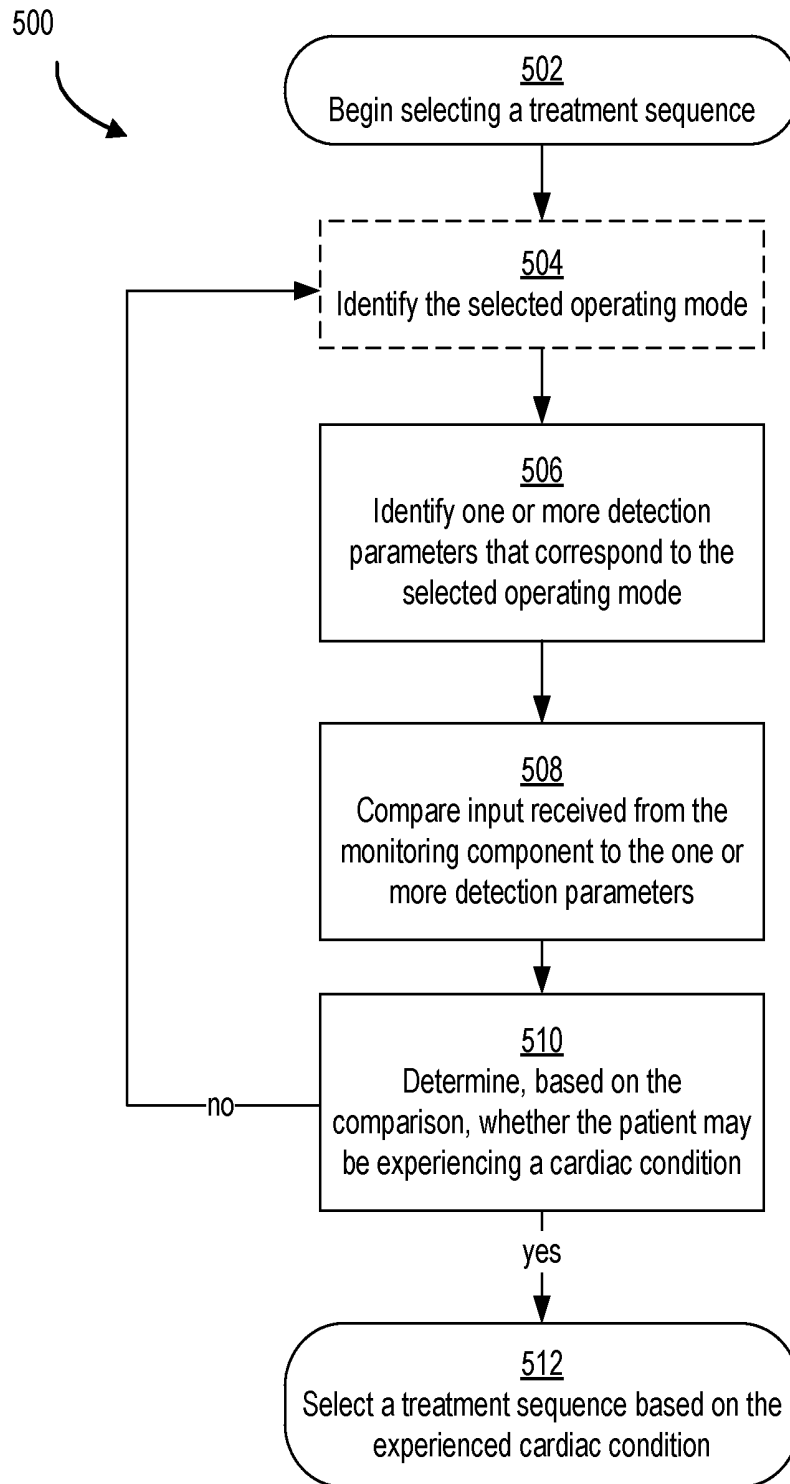 500
502
Begin selecting a treatment sequence
504
Identify the selected operating mode
506
Identify one or more detection
parameters that correspond to the
selected operating mode
508
Compare input received from the
monitoring component to the one or
more detection parameters
510
Determine, based on the
comparison, whether the patient may
be experiencing a cardiac condition
no
yes
512
Select a treatment sequence based on the
experienced cardiac condition